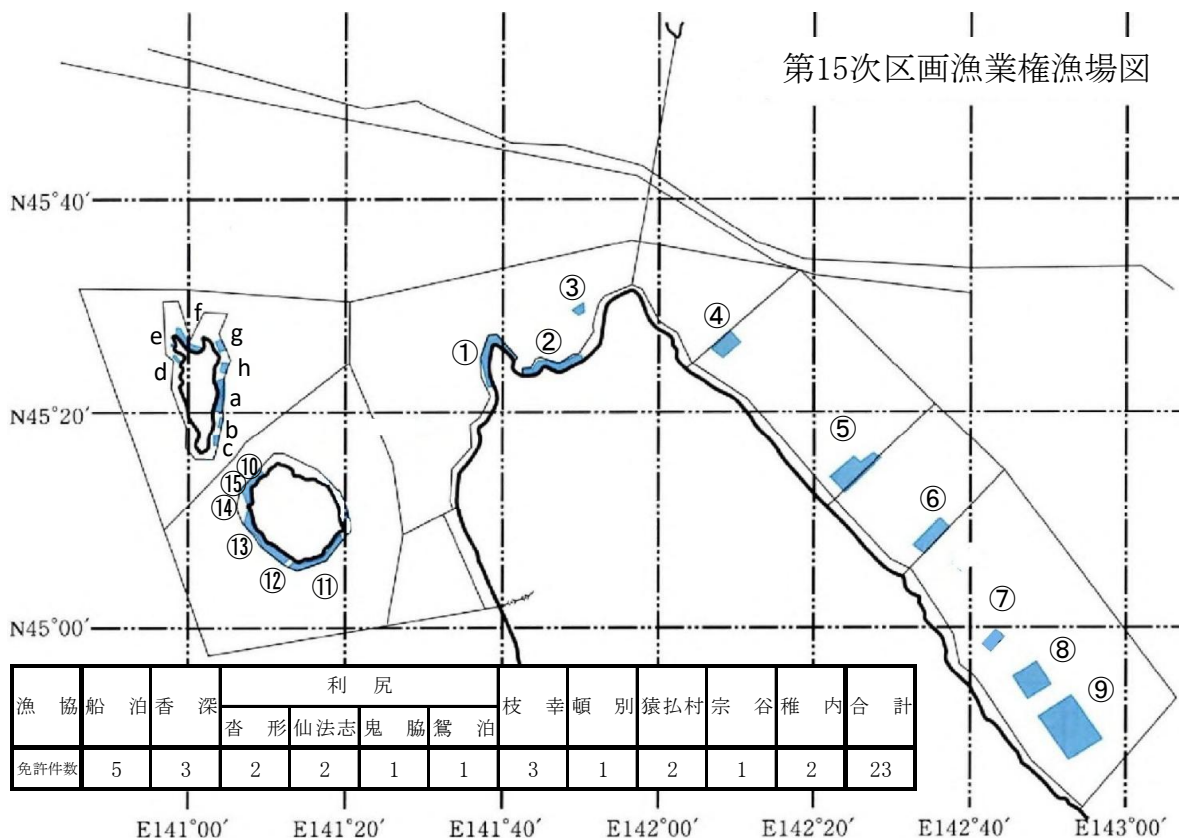 第15次区画漁業権漁場図
N45°40′
N45°20′
N45°00′
①
②
③
④
⑤
⑥
⑦
⑧
⑨
⑩
⑮
⑭
⑬
⑫
⑪
f
e
g
d
h
a
b
c
漁協 船泊 香深 利尻 枝幸 頓別 猿払村 宗谷 稚内 合計
沓形 仙法志 鬼脇 鴛泊
免許件数 5 3 2 2 1 1 3 1 2 1 2 23
E141°00′ E141°20′ E141°40′ E142°00′ E142°20′ E142°40′ E143°00′